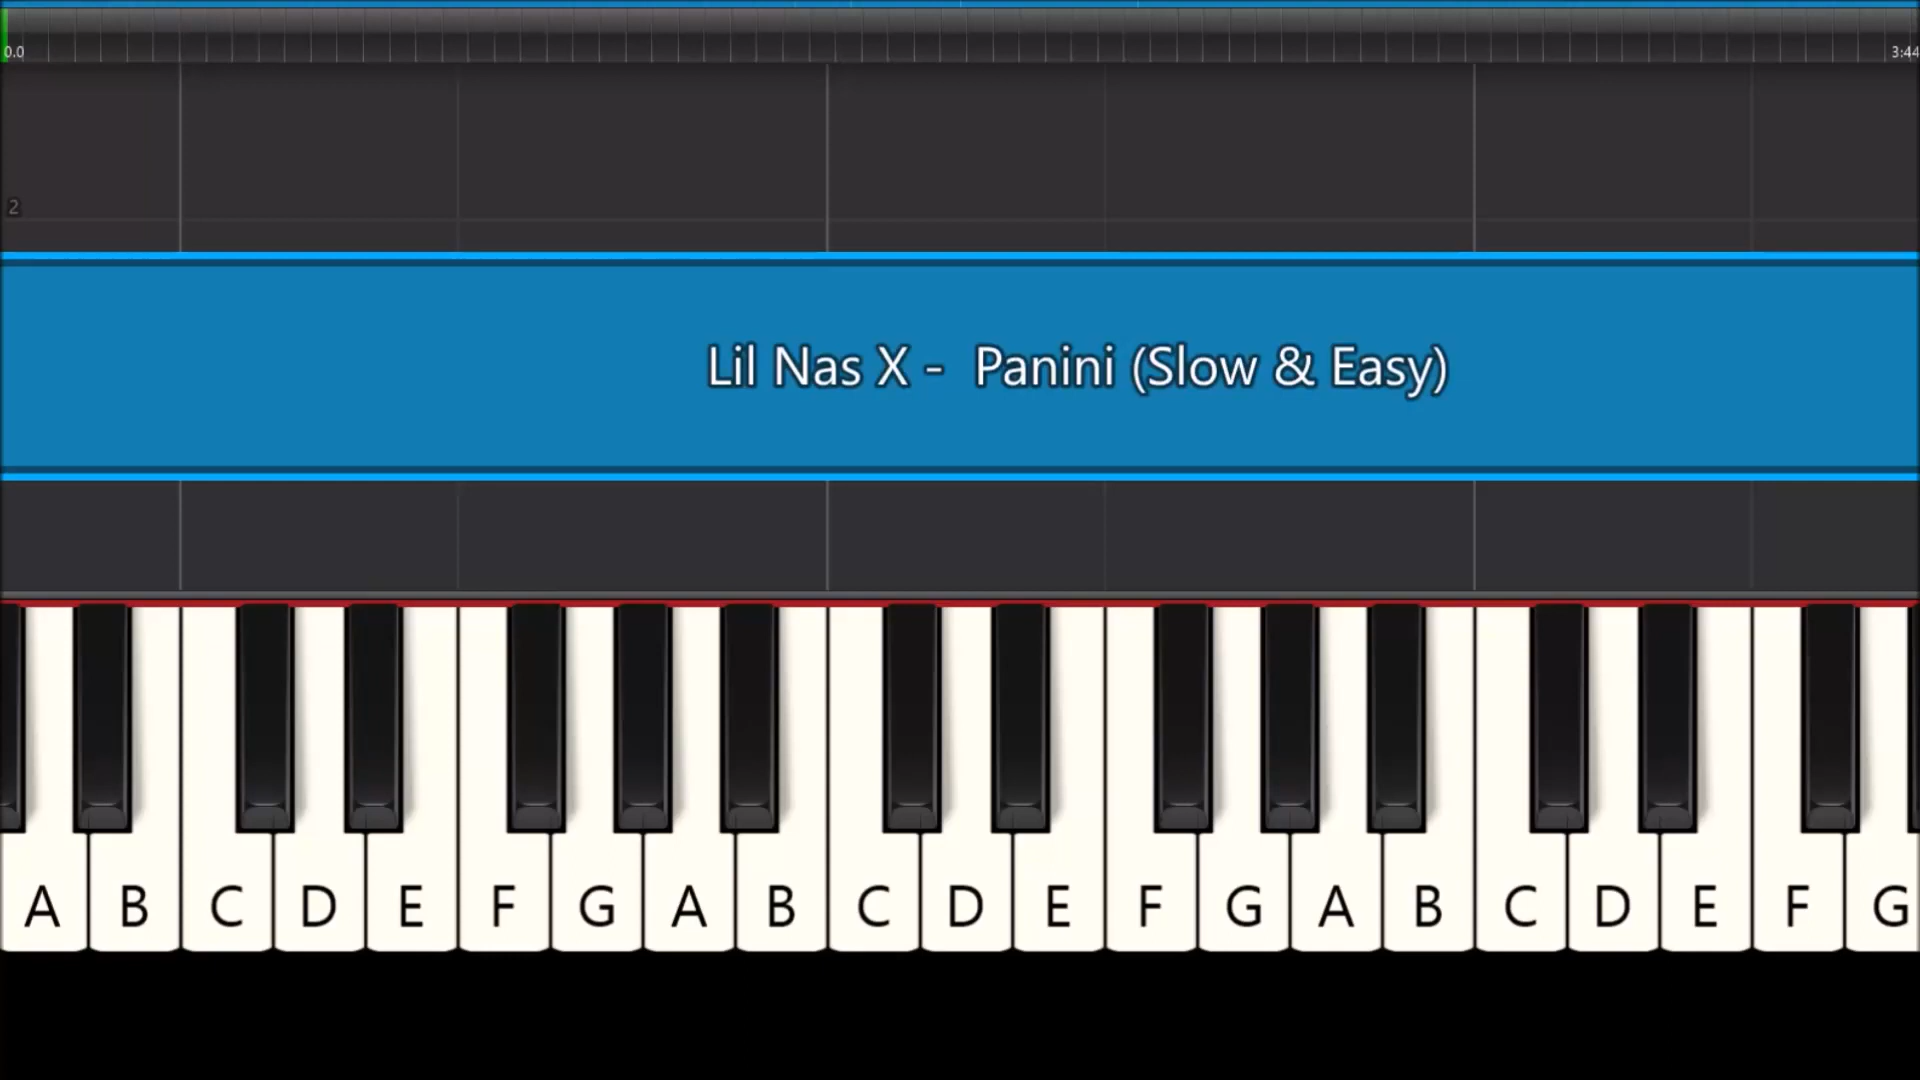 0.0 3:44
2
Lil Nas X - Panini (Slow & Easy)
A B C D E F G A B C D E F G A B C D E F G